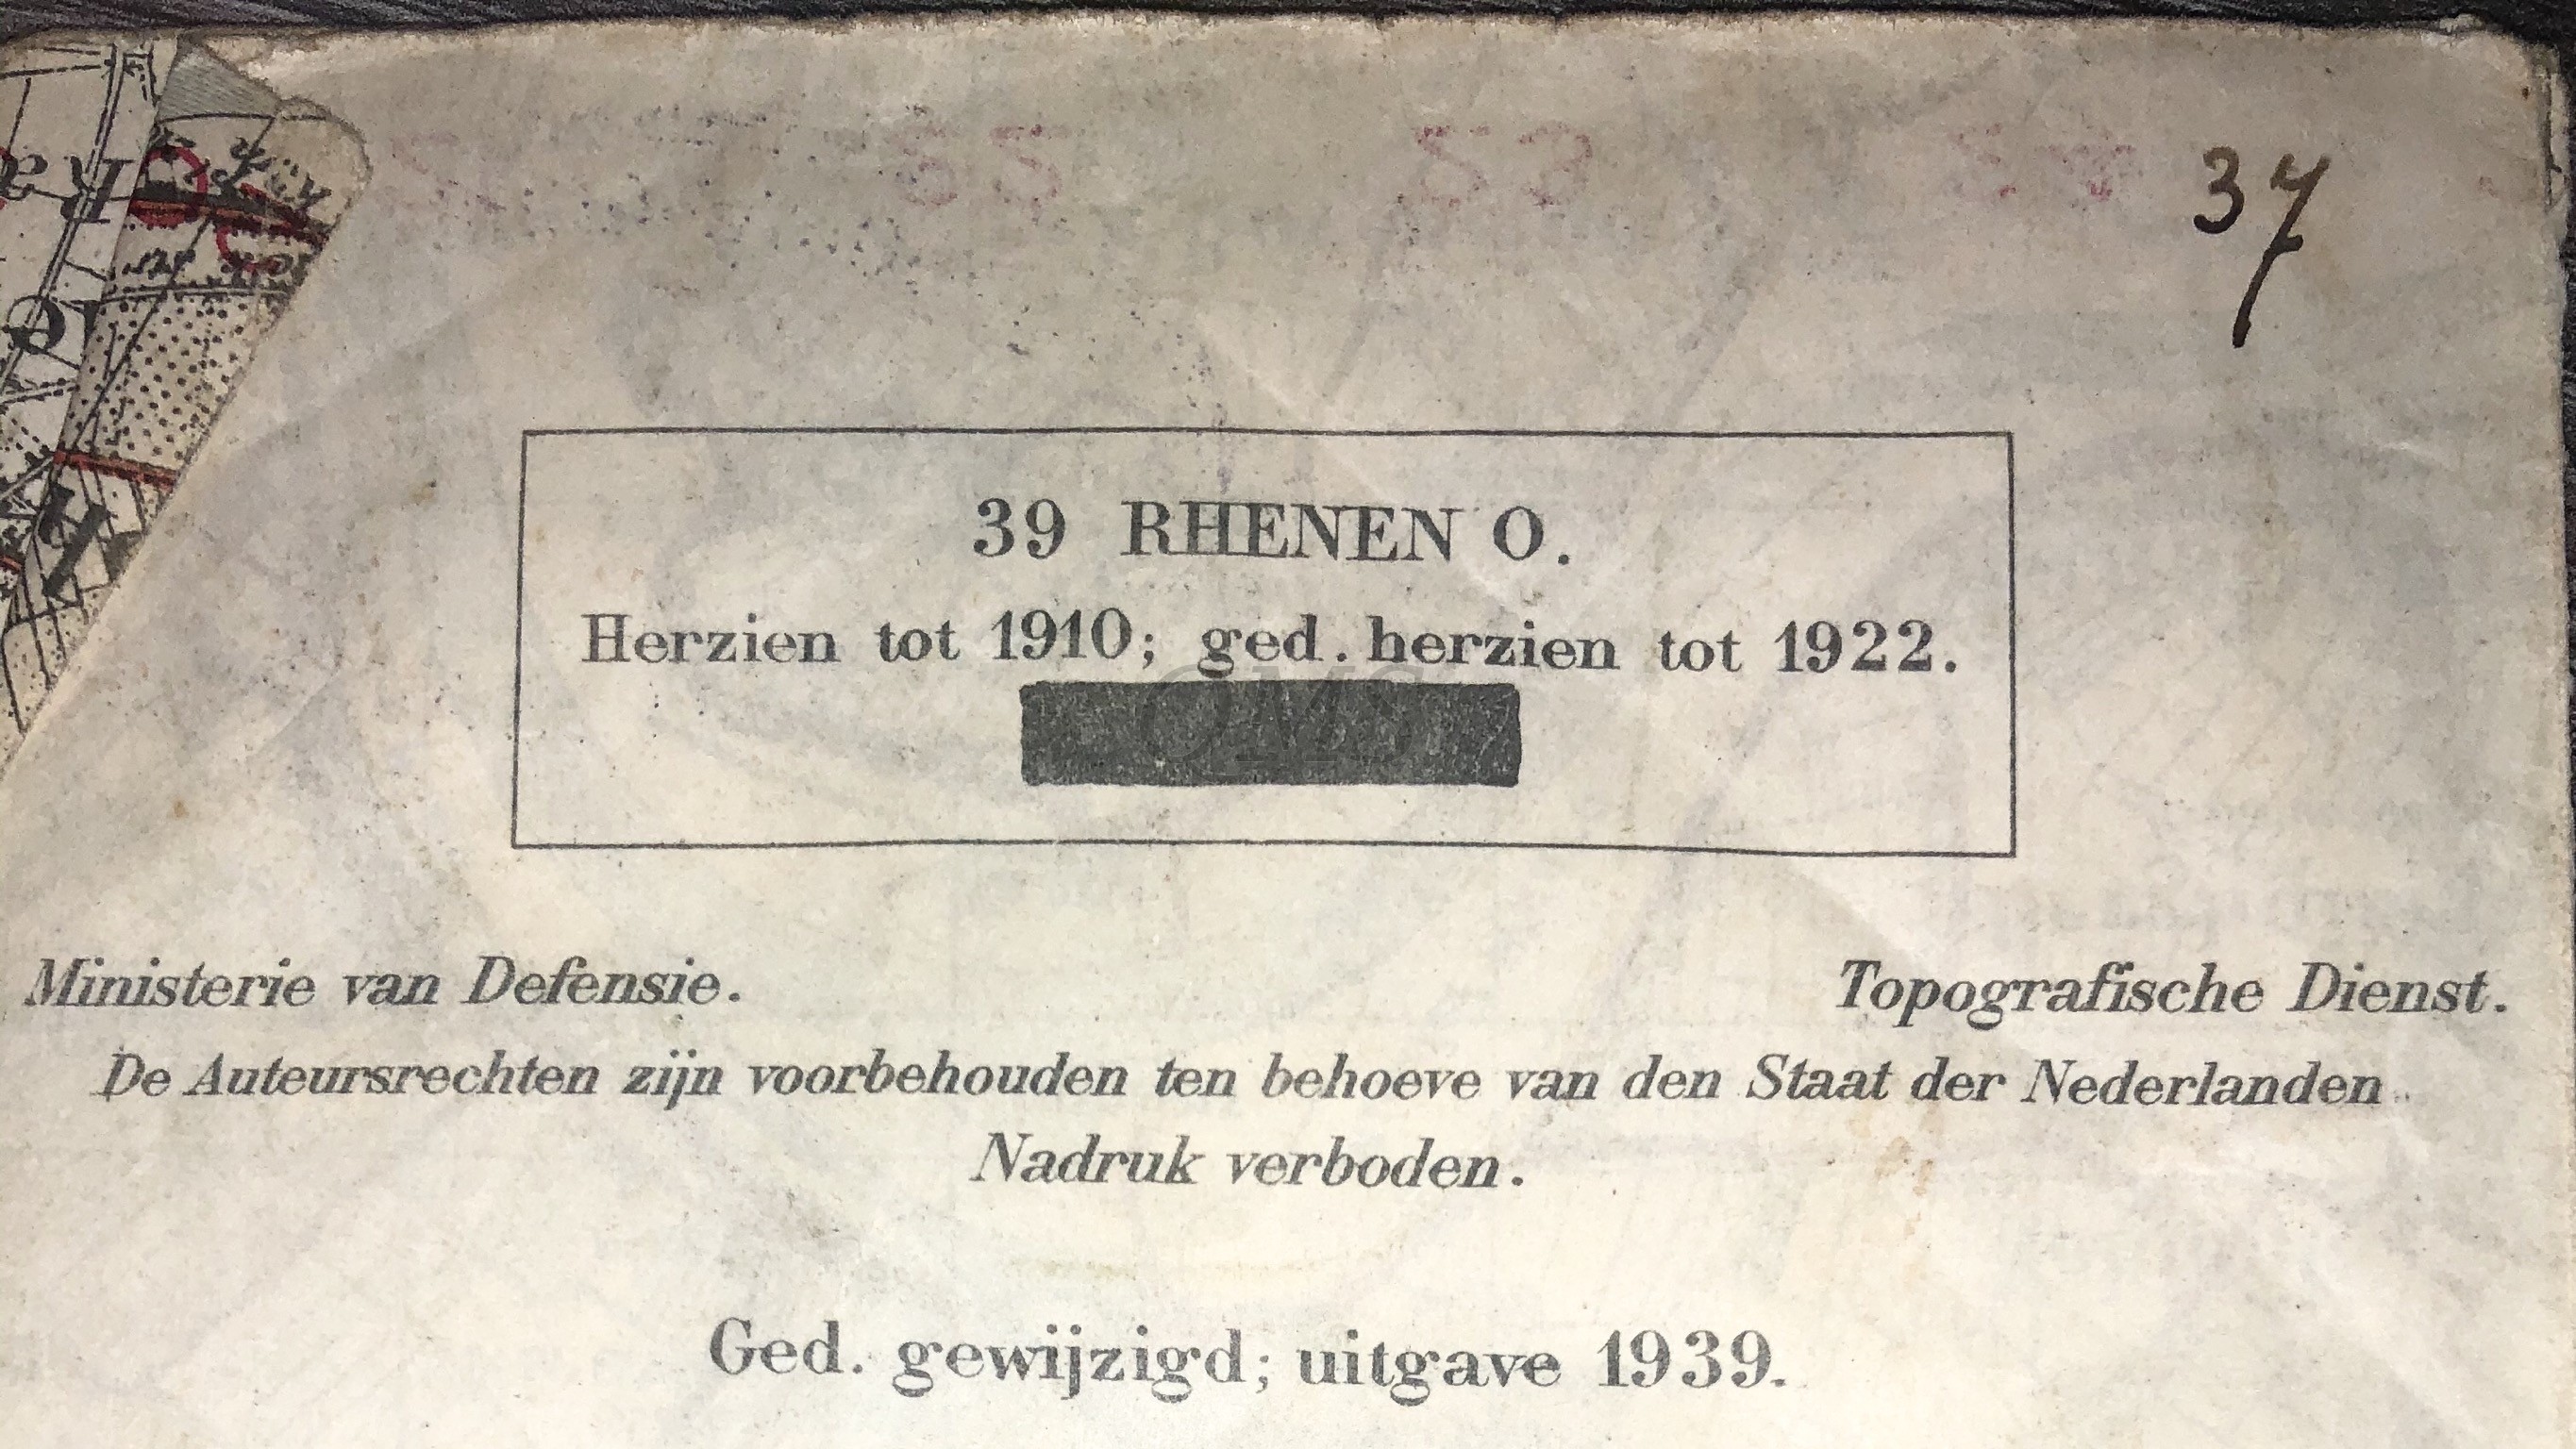 37
39 RHENEN O.
Herzien tot 1910; ged. herzien tot 1922.
QMS
Ministerie van Defensie.
Topografische Dienst.
De Auteursrechten zijn voorbehouden ten behoeve van den Staat der Nederlanden.
Nadruk verboden.
Ged. gewijzigd; uitgave 1939.